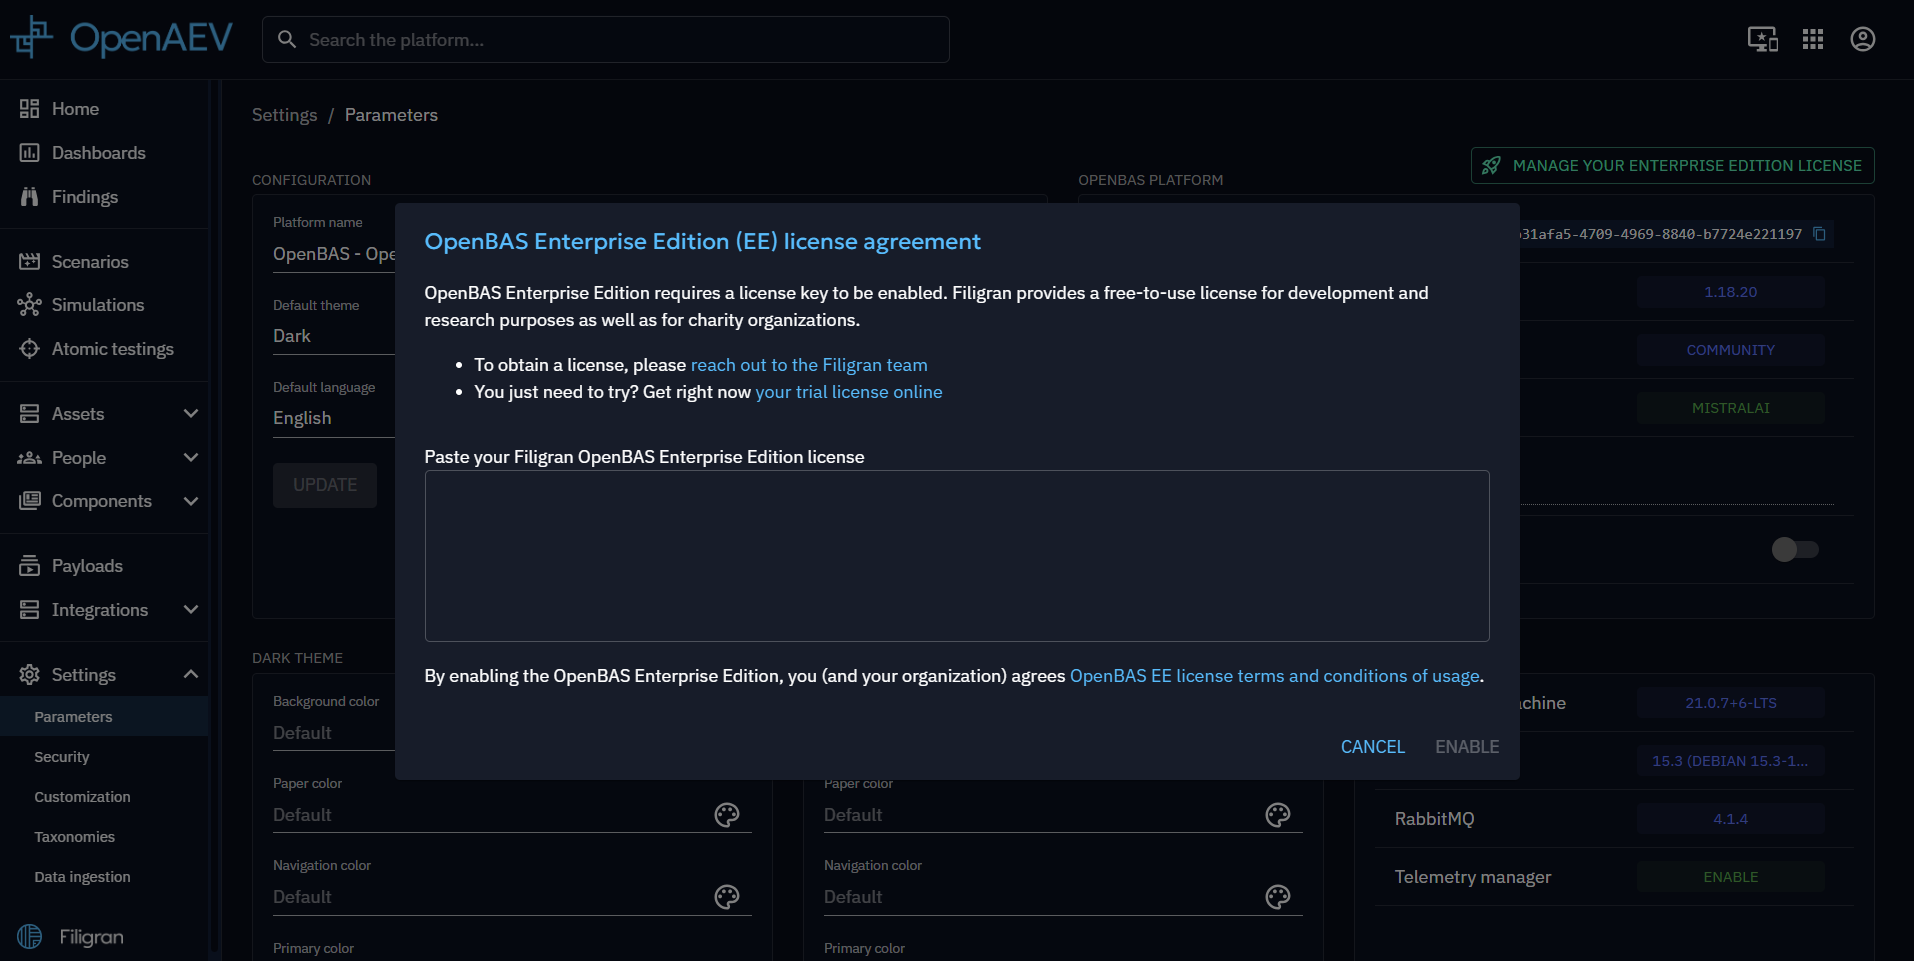 OpenAEV
Search the platform...
Home
Dashboards
Findings
Scenarios
Simulations
Atomic testings
Assets
People
Components
Payloads
Integrations
Settings
Parameters
Security
Customization
Taxonomies
Data ingestion
Filigran
Settings / Parameters
MANAGE YOUR ENTERPRISE EDITION LICENSE
CONFIGURATION
Platform name
OpenBAS - Ope
Default theme
Dark
Default language
English
UPDATE
OPENBAS PLATFORM
31afa5-4709-4969-8840-b7724e221197
1.18.20
COMMUNITY
MISTRALAI
OpenBAS Enterprise Edition (EE) license agreement
OpenBAS Enterprise Edition requires a license key to be enabled. Filigran provides a free-to-use license for development and
research purposes as well as for charity organizations.
• To obtain a license, please reach out to the Filigran team
• You just need to try? Get right now your trial license online
Paste your Filigran OpenBAS Enterprise Edition license
By enabling the OpenBAS Enterprise Edition, you (and your organization) agrees OpenBAS EE license terms and conditions of usage.
CANCEL
ENABLE
DARK THEME
Background color
Default
Paper color
Default
Navigation color
Default
Primary color
Paper color
Default
Navigation color
Default
Primary color
achine
21.0.7+6-LTS
15.3 (DEBIAN 15.3-1...
RabbitMQ
4.1.4
Telemetry manager
ENABLE